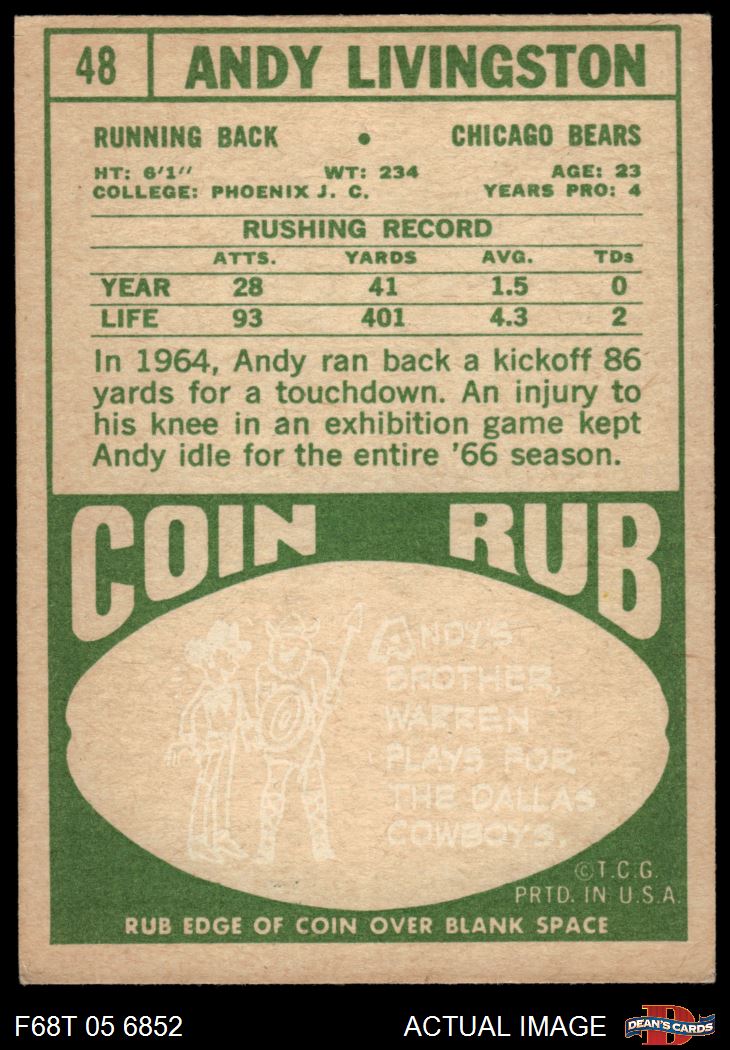 48 ANDY LIVINGSTON
RUNNING BACK • CHICAGO BEARS
HT: 6'1" WT: 234 AGE: 23
COLLEGE: PHOENIX J. C. YEARS PRO: 4
RUSHING RECORD
ATTS. YARDS AVG. TDs
YEAR 28 41 1.5 0
LIFE 93 401 4.3 2
In 1964, Andy ran back a kickoff 86
yards for a touchdown. An injury to
his knee in an exhibition game kept
Andy idle for the entire '66 season.
COIN RUB
ANDY'S
BROTHER,
WARREN
PLAYS FOR
THE DALLAS
COWBOYS.
©T.C.G.
PRTD. IN U.S.A.
RUB EDGE OF COIN OVER BLANK SPACE
F68T 05 6852 ACTUAL IMAGE
D
DEAN'S CARDS